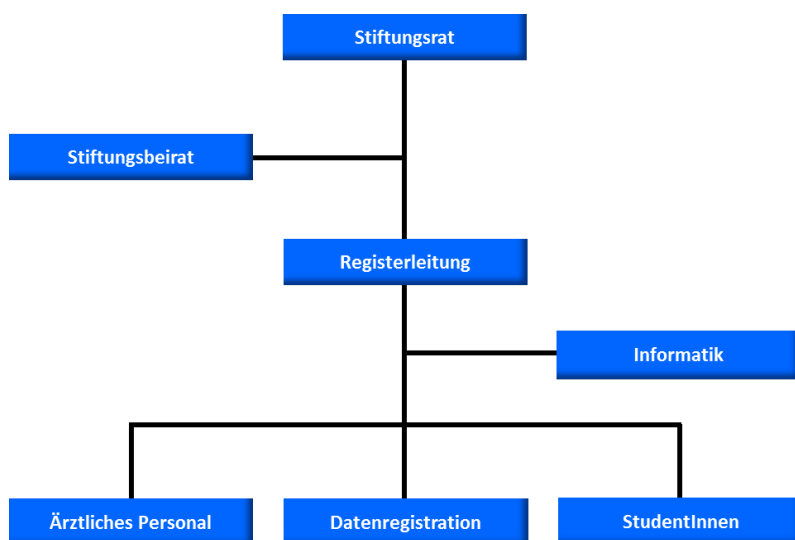 Stiftungsrat
Stiftungsbeirat
Registerleitung
Informatik
Ärztliches Personal
Datenregistration
StudentInnen